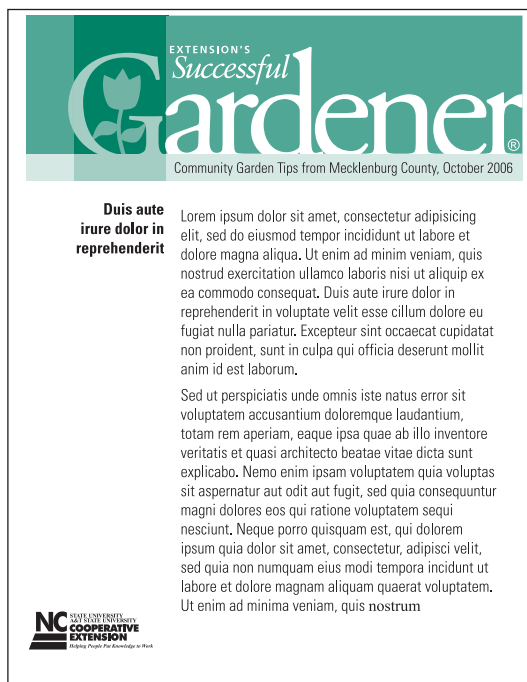 EXTENSION'S
Successful
Gardener®
Community Garden Tips from Mecklenburg County, October 2006
Duis aute
irure dolor in
reprehenderit
Lorem ipsum dolor sit amet, consectetur adipisicing
elit, sed do eiusmod tempor incididunt ut labore et
dolore magna aliqua. Ut enim ad minim veniam, quis
nostrud exercitation ullamco laboris nisi ut aliquip ex
ea commodo consequat. Duis aute irure dolor in
reprehenderit in voluptate velit esse cillum dolore eu
fugiat nulla pariatur. Excepteur sint occaecat cupidatat
non proident, sunt in culpa qui officia deserunt mollit
anim id est laborum.
Sed ut perspiciatis unde omnis iste natus error sit
voluptatem accusantium doloremque laudantium,
totam rem aperiam, eaque ipsa quae ab illo inventore
veritatis et quasi architecto beatae vitae dicta sunt
explicabo. Nemo enim ipsam voluptatem quia voluptas
sit aspernatur aut odit aut fugit, sed quia consequuntur
magni dolores eos qui ratione voluptatem sequi
nesciunt. Neque porro quisquam est, qui dolorem
ipsum quia dolor sit amet, consectetur, adipisci velit,
sed quia non numquam eius modi tempora incidunt ut
labore et dolore magnam aliquam quaerat voluptatem.
Ut enim ad minima veniam, quis nostrum
NC STATE UNIVERSITY
A&T STATE UNIVERSITY
COOPERATIVE
EXTENSION
Helping People Put Knowledge to Work